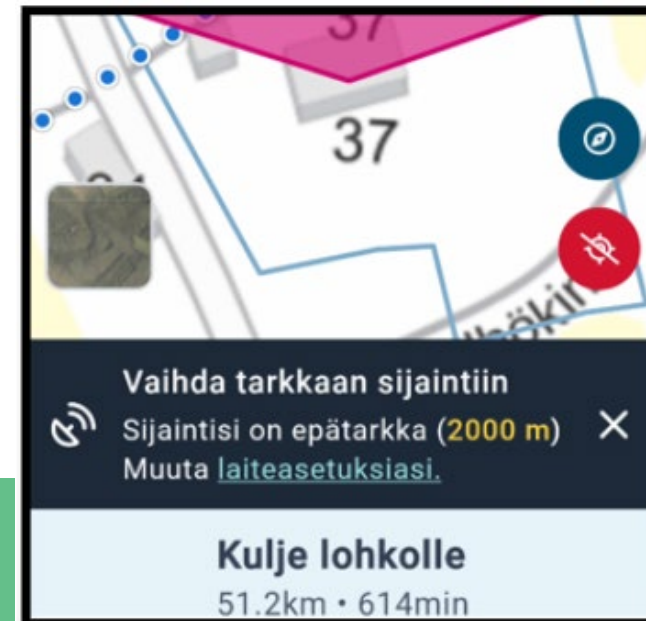 37
37
Vaihda tarkkaan sijaintiin
Sijaintisi on epätarkka (2000 m)
Muuta laiteasetuksiasi.
Kulje lohkolle
51.2km • 614min